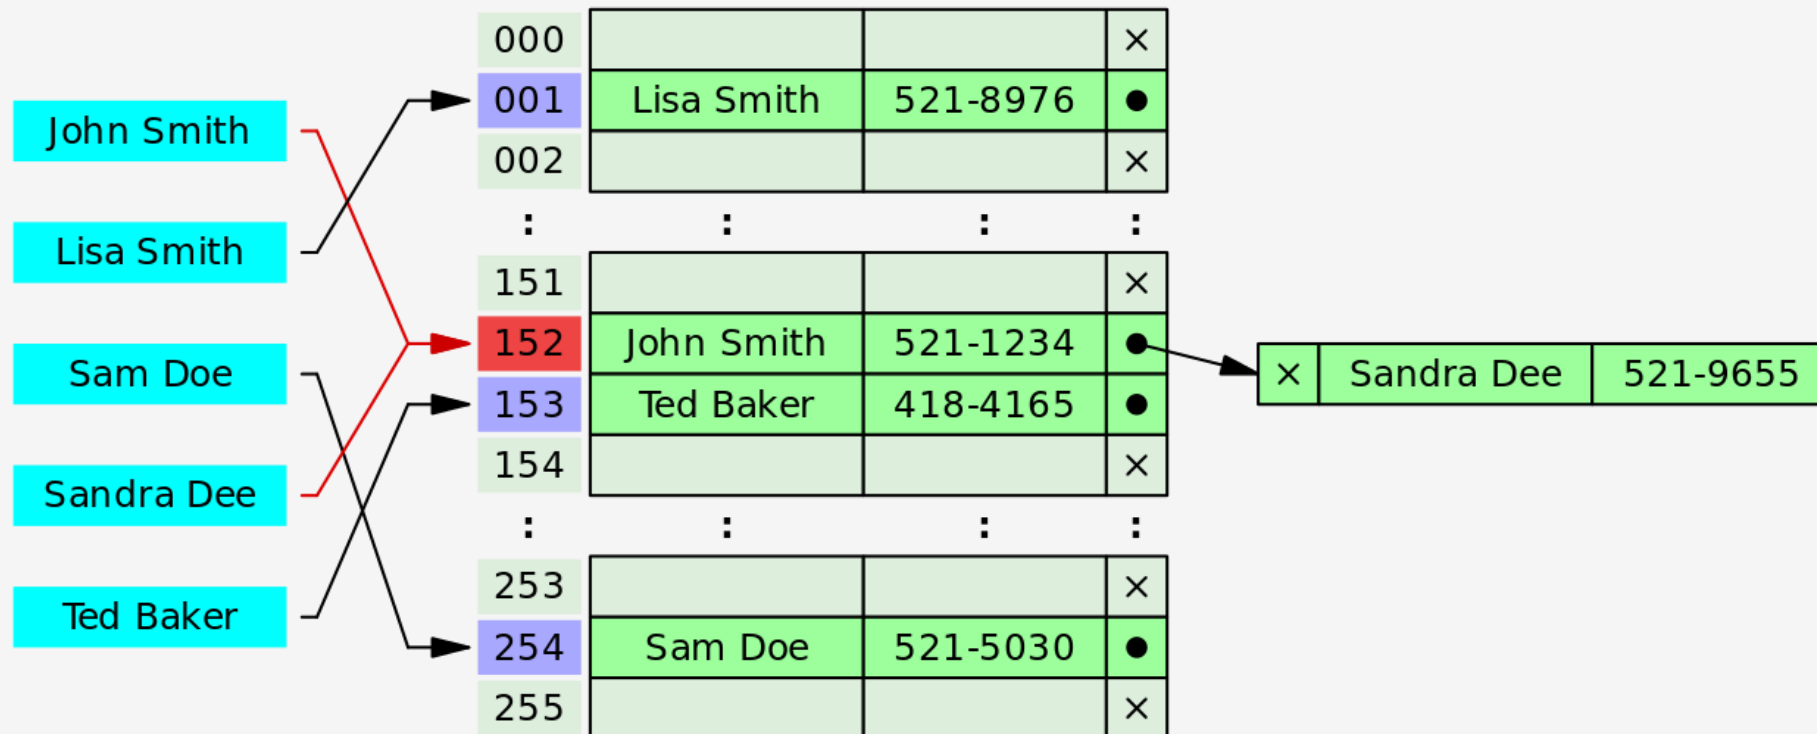 John Smith
Lisa Smith
Sam Doe
Sandra Dee
Ted Baker
000 ×
001 Lisa Smith 521-8976 ●
002 ×
: : : :
151 ×
152 John Smith 521-1234 ●
× Sandra Dee 521-9655
153 Ted Baker 418-4165 ●
154 ×
: : : :
253 ×
254 Sam Doe 521-5030 ●
255 ×